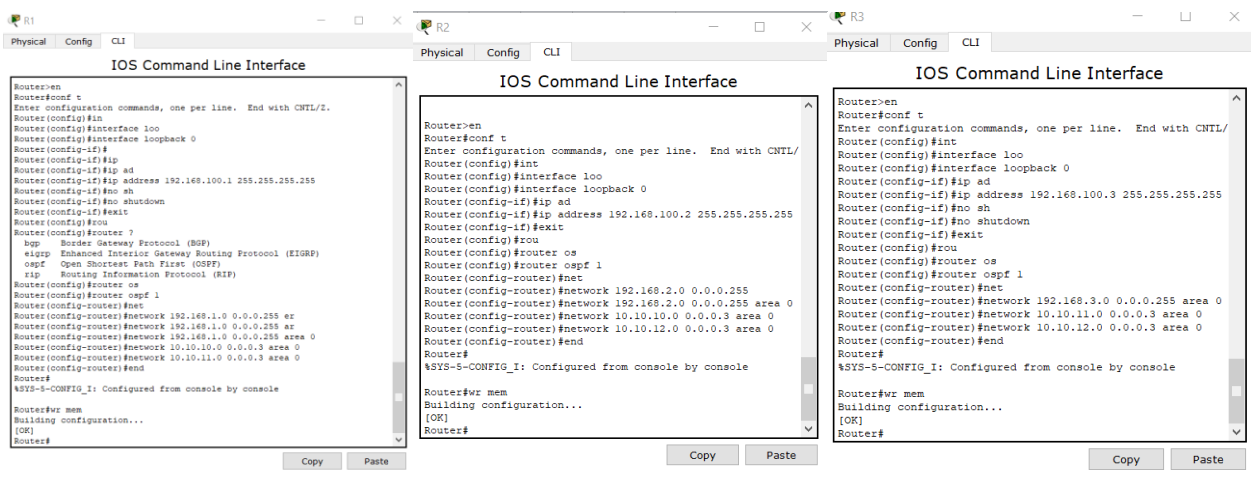 R1
Physical Config CLI
IOS Command Line Interface
Router>en
Router#conf t
Enter configuration commands, one per line.  End with CNTL/Z.
Router(config)#in
Router(config)#interface loo
Router(config)#interface loopback 0
Router(config-if)#
Router(config-if)#ip
Router(config-if)#ip ad
Router(config-if)#ip address 192.168.100.1 255.255.255.255
Router(config-if)#no sh
Router(config-if)#no shutdown
Router(config-if)#exit
Router(config)#rou
Router(config)#router ?
  bgp    Border Gateway Protocol (BGP)
  eigrp  Enhanced Interior Gateway Routing Protocol (EIGRP)
  ospf   Open Shortest Path First (OSPF)
  rip    Routing Information Protocol (RIP)
Router(config)#router os
Router(config)#router ospf 1
Router(config-router)#net
Router(config-router)#network 192.168.1.0 0.0.0.255 er
Router(config-router)#network 192.168.1.0 0.0.0.255 ar
Router(config-router)#network 192.168.1.0 0.0.0.255 area 0
Router(config-router)#network 10.10.10.0 0.0.0.3 area 0
Router(config-router)#network 10.10.11.0 0.0.0.3 area 0
Router(config-router)#end
Router#
%SYS-5-CONFIG_I: Configured from console by console
Router#wr mem
Building configuration...
[OK]
Router#
Copy Paste
R2
Physical Config CLI
IOS Command Line Interface
Router>en
Router#conf t
Enter configuration commands, one per line.  End with CNTL/
Router(config)#int
Router(config)#interface loo
Router(config)#interface loopback 0
Router(config-if)#ip ad
Router(config-if)#ip address 192.168.100.2 255.255.255.255
Router(config-if)#exit
Router(config)#rou
Router(config)#router os
Router(config)#router ospf 1
Router(config-router)#net
Router(config-router)#network 192.168.2.0 0.0.0.255
Router(config-router)#network 192.168.2.0 0.0.0.255 area 0
Router(config-router)#network 10.10.10.0 0.0.0.3 area 0
Router(config-router)#network 10.10.12.0 0.0.0.3 area 0
Router(config-router)#end
Router#
%SYS-5-CONFIG_I: Configured from console by console
Router#wr mem
Building configuration...
[OK]
Router#
Copy Paste
R3
Physical Config CLI
IOS Command Line Interface
Router>en
Router#conf t
Enter configuration commands, one per line.  End with CNTL/
Router(config)#int
Router(config)#interface loo
Router(config)#interface loopback 0
Router(config-if)#ip ad
Router(config-if)#ip address 192.168.100.3 255.255.255.255
Router(config-if)#no sh
Router(config-if)#no shutdown
Router(config-if)#exit
Router(config)#rou
Router(config)#router os
Router(config)#router ospf 1
Router(config-router)#net
Router(config-router)#network 192.168.3.0 0.0.0.255 area 0
Router(config-router)#network 10.10.11.0 0.0.0.3 area 0
Router(config-router)#network 10.10.12.0 0.0.0.3 area 0
Router(config-router)#end
Router#
%SYS-5-CONFIG_I: Configured from console by console
Router#wr mem
Building configuration...
[OK]
Router#
Copy Paste